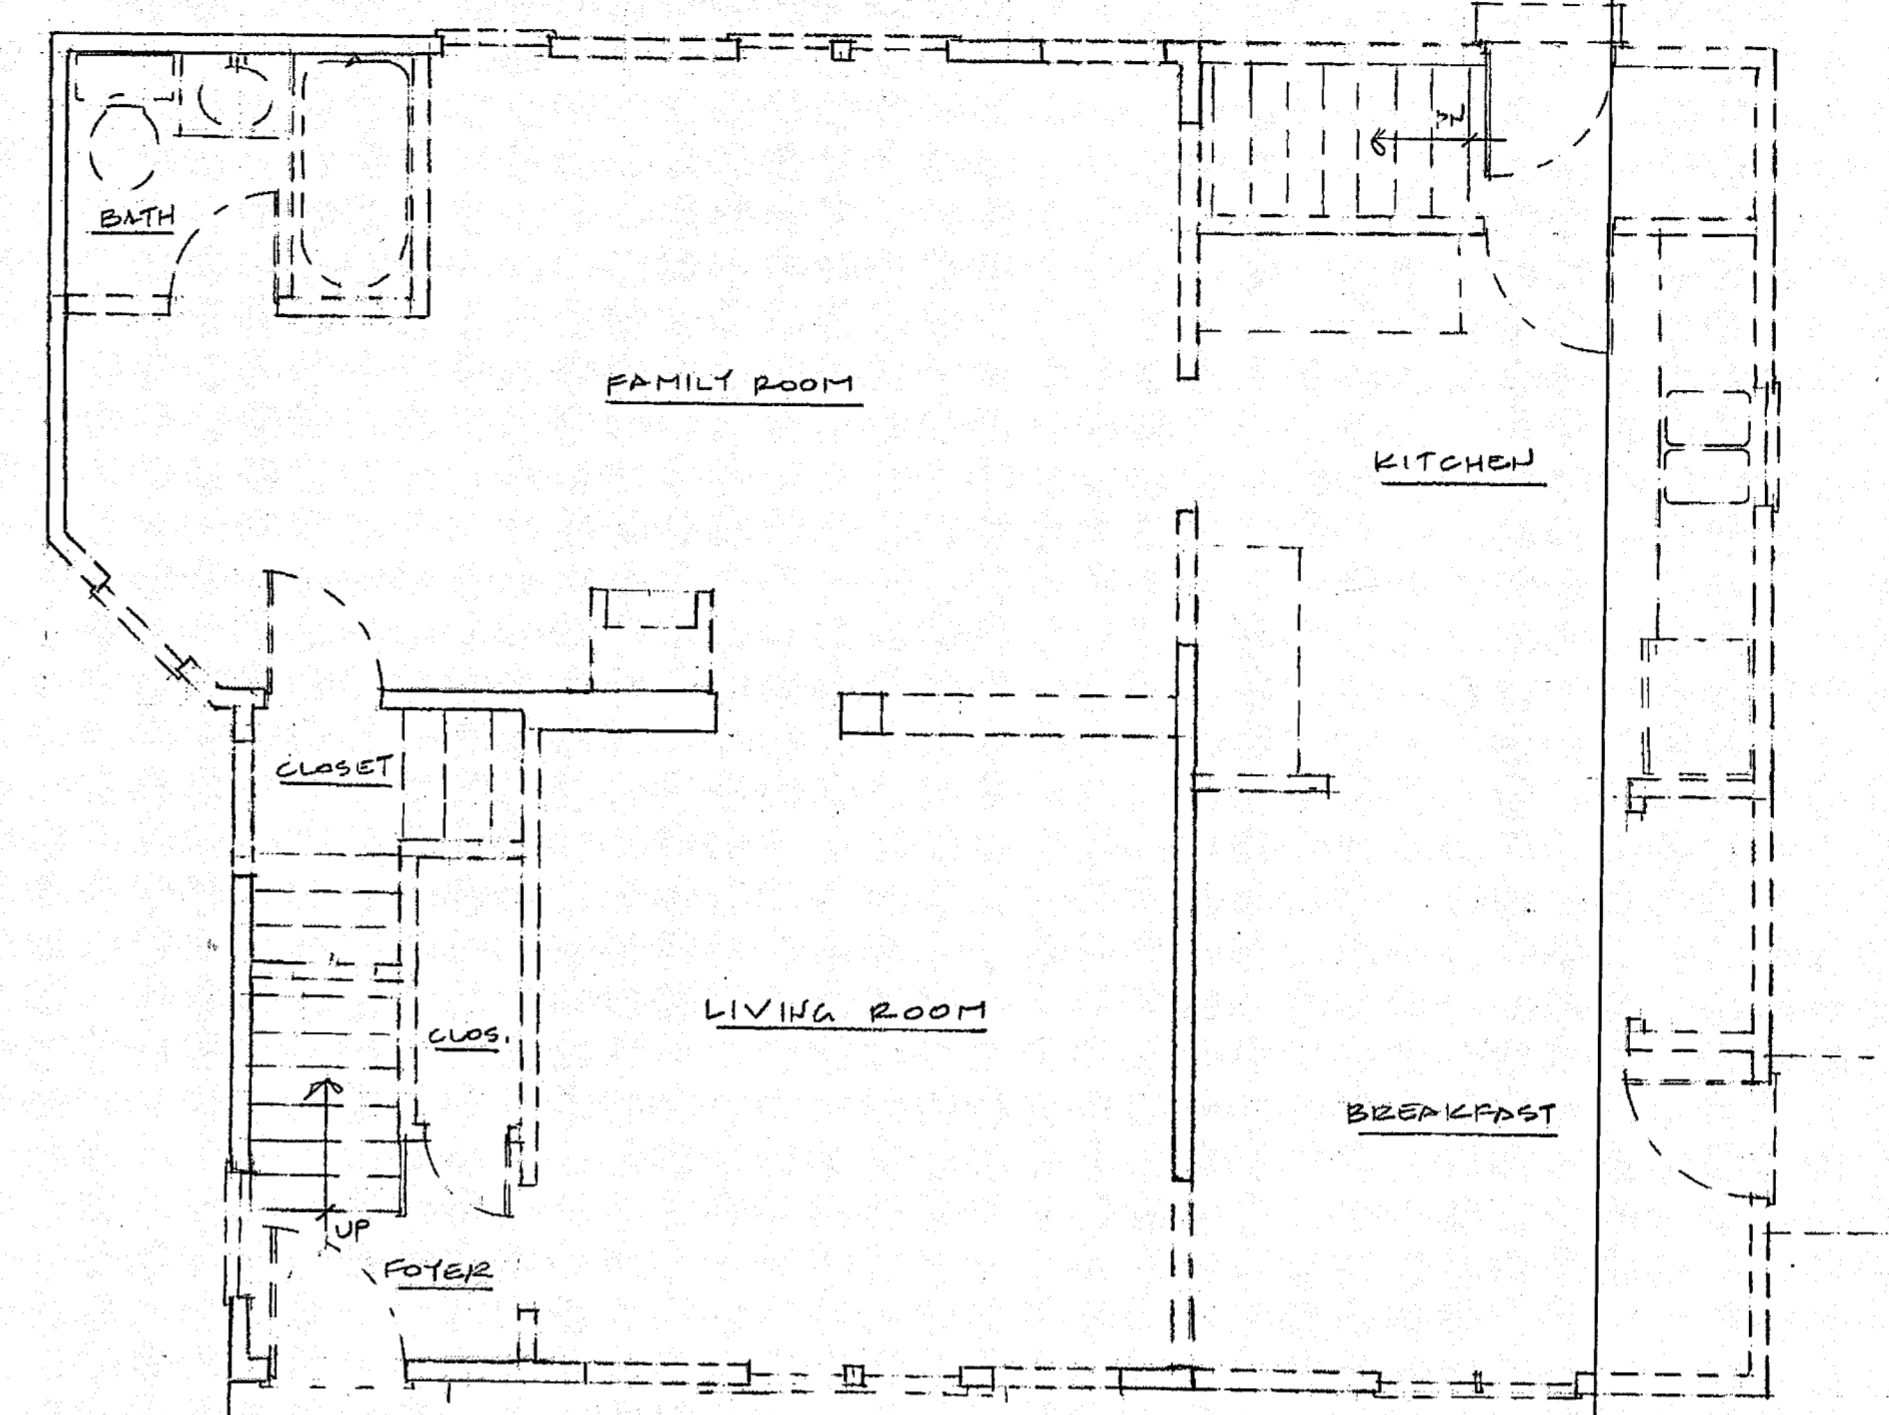 DN
BATH
FAMILY ROOM
KITCHEN
CLOSET
LIVING ROOM
CLOS.
BREAKFAST
UP
FOYER